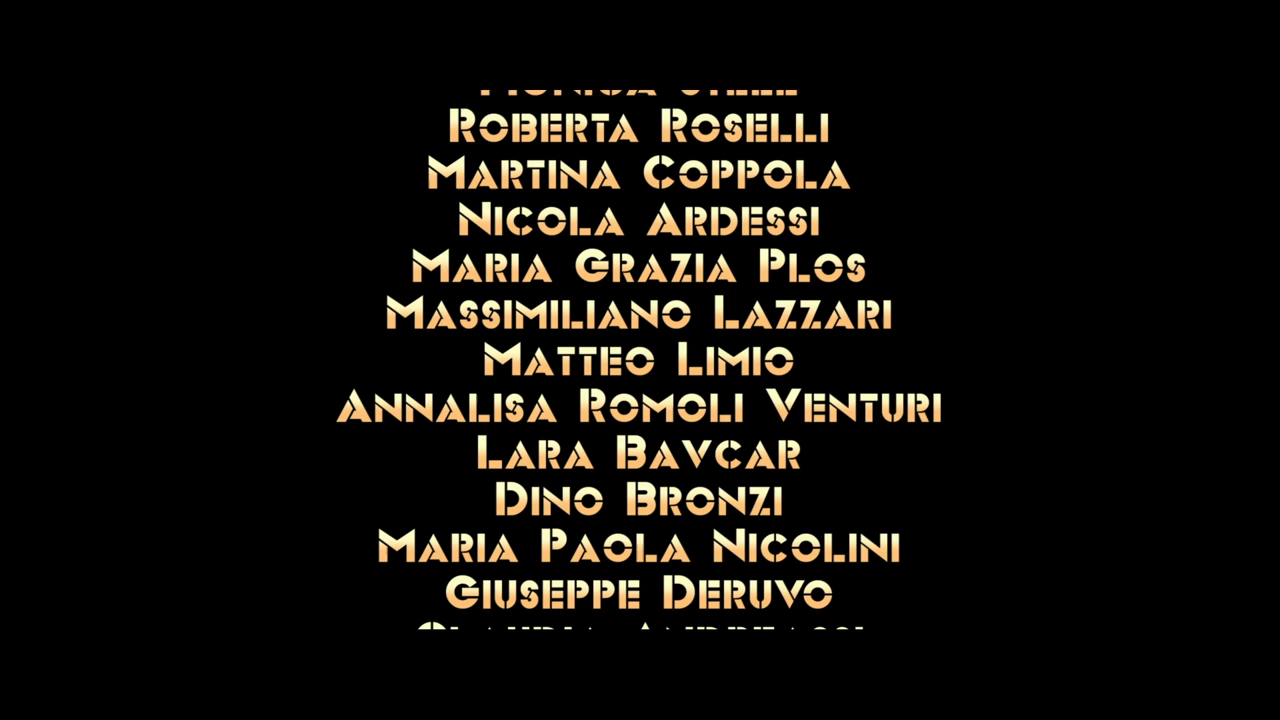 Roberta Roselli
Martina Coppola
Nicola Ardessi
Maria Grazia Plos
Massimiliano Lazzari
Matteo Limio
Annalisa Romoli Venturi
Lara Bavcar
Dino Bronzi
Maria Paola Nicolini
Giuseppe Deruvo